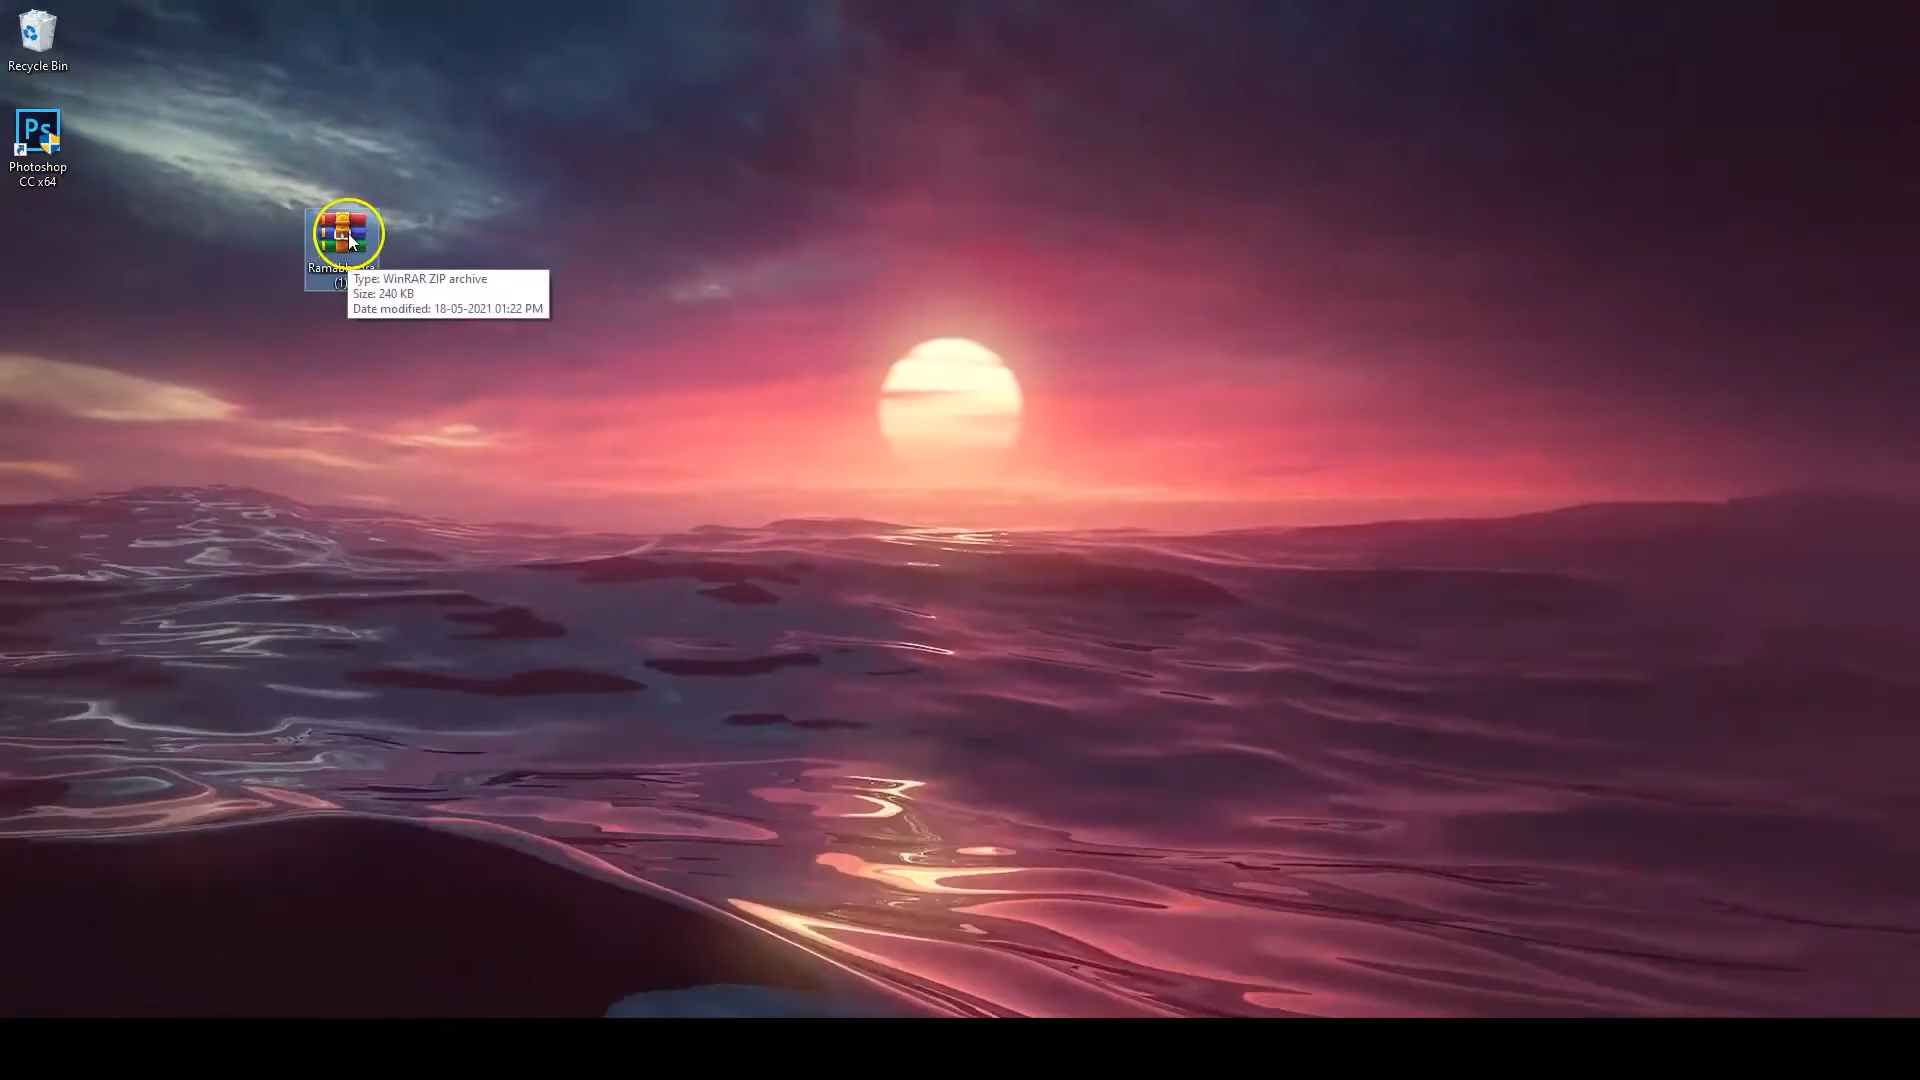 Recycle Bin
Ps
Photoshop
CC x64
(1)
Type: WinRAR ZIP archive
Size: 240 KB
Date modified: 18-05-2021 01:22 PM